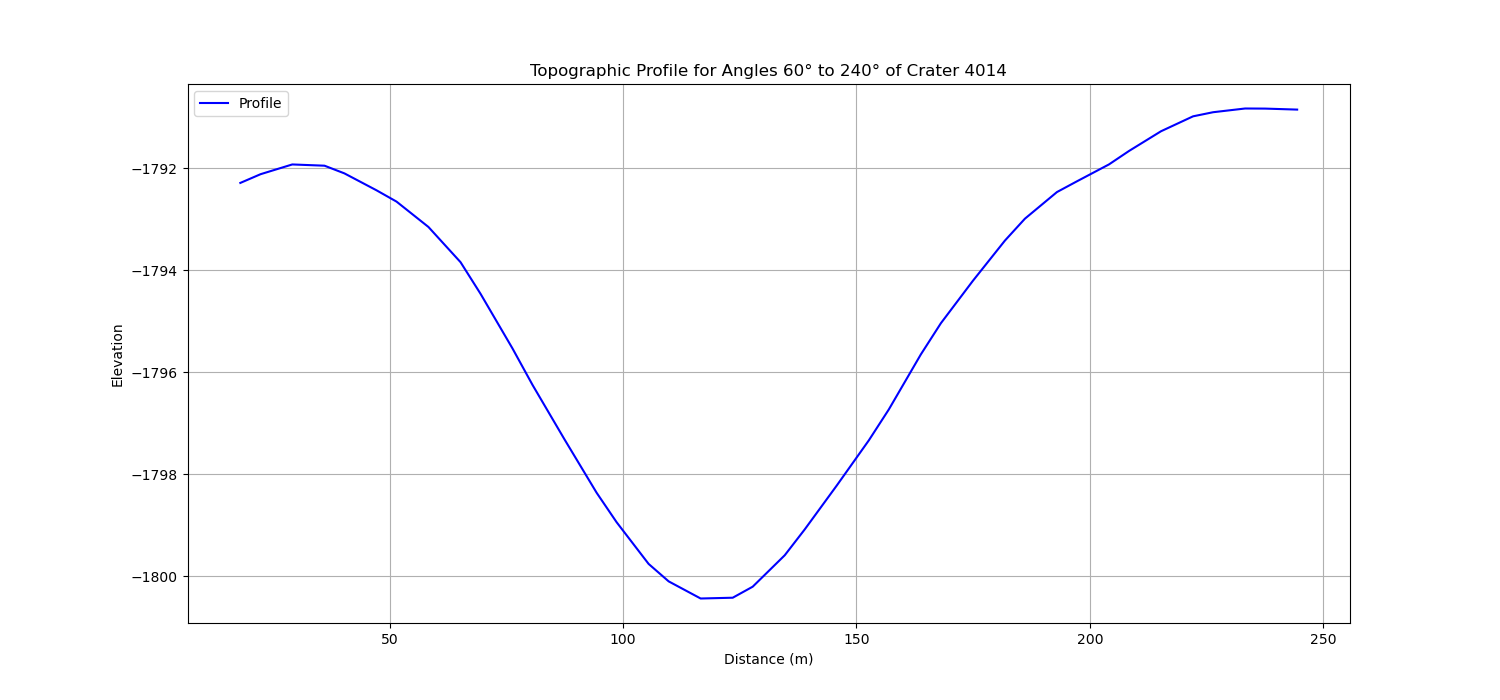 Topographic Profile for Angles 60° to 240° of Crater 4014
Profile
−1792
−1794
−1796
−1798
−1800
Elevation
50
100
150
200
250
Distance (m)